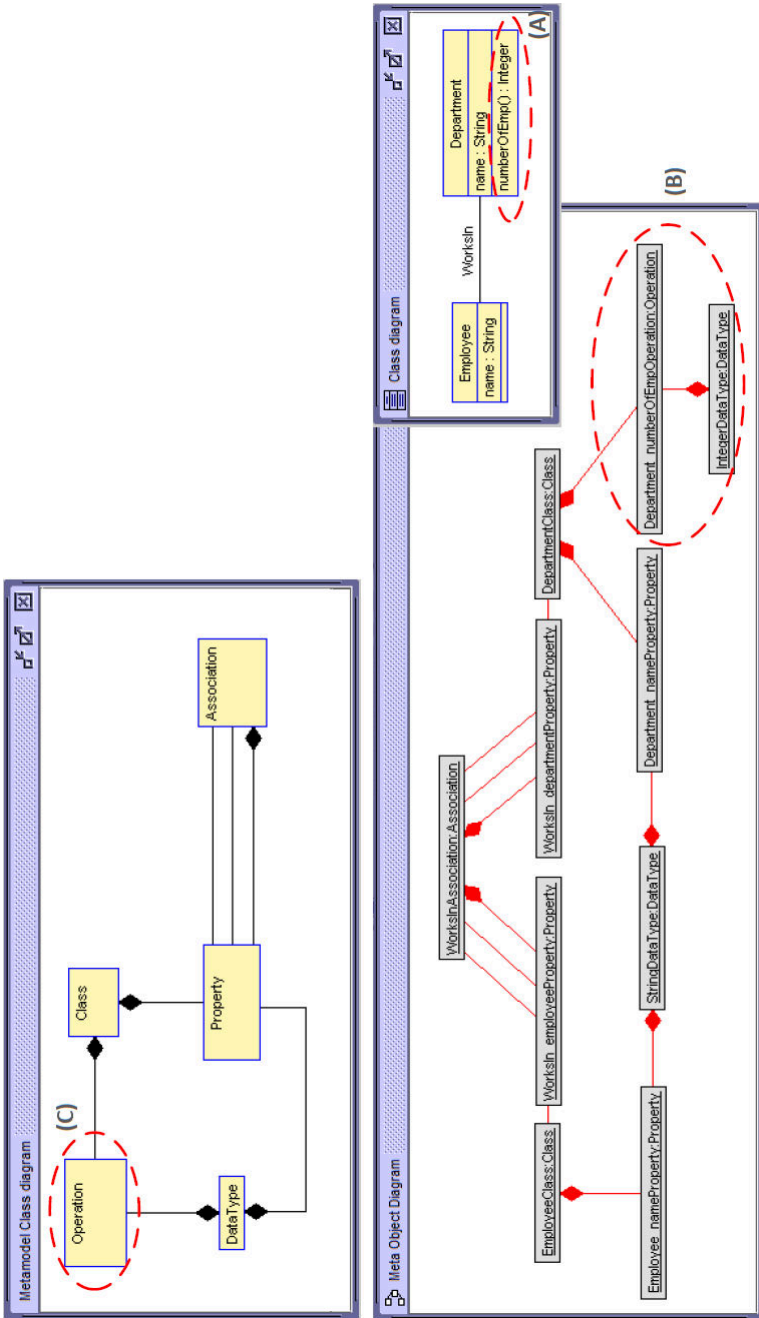 Metamodel Class diagram
Operation
(C)
Class
DataType
Property
Association
Meta Object Diagram
WorksInAssociation:Association
EmployeeClass:Class
WorksIn_employeeProperty:Property
WorksIn_departmentProperty:Property
DepartmentClass:Class
Employee_nameProperty:Property
StringDataType:DataType
Department_nameProperty:Property
Department_numberOfEmpOperation:Operation
IntegerDataType:DataType
(B)
Class diagram
Employee
name : String
WorksIn
Department
name : String
numberOfEmp() : Integer
(A)